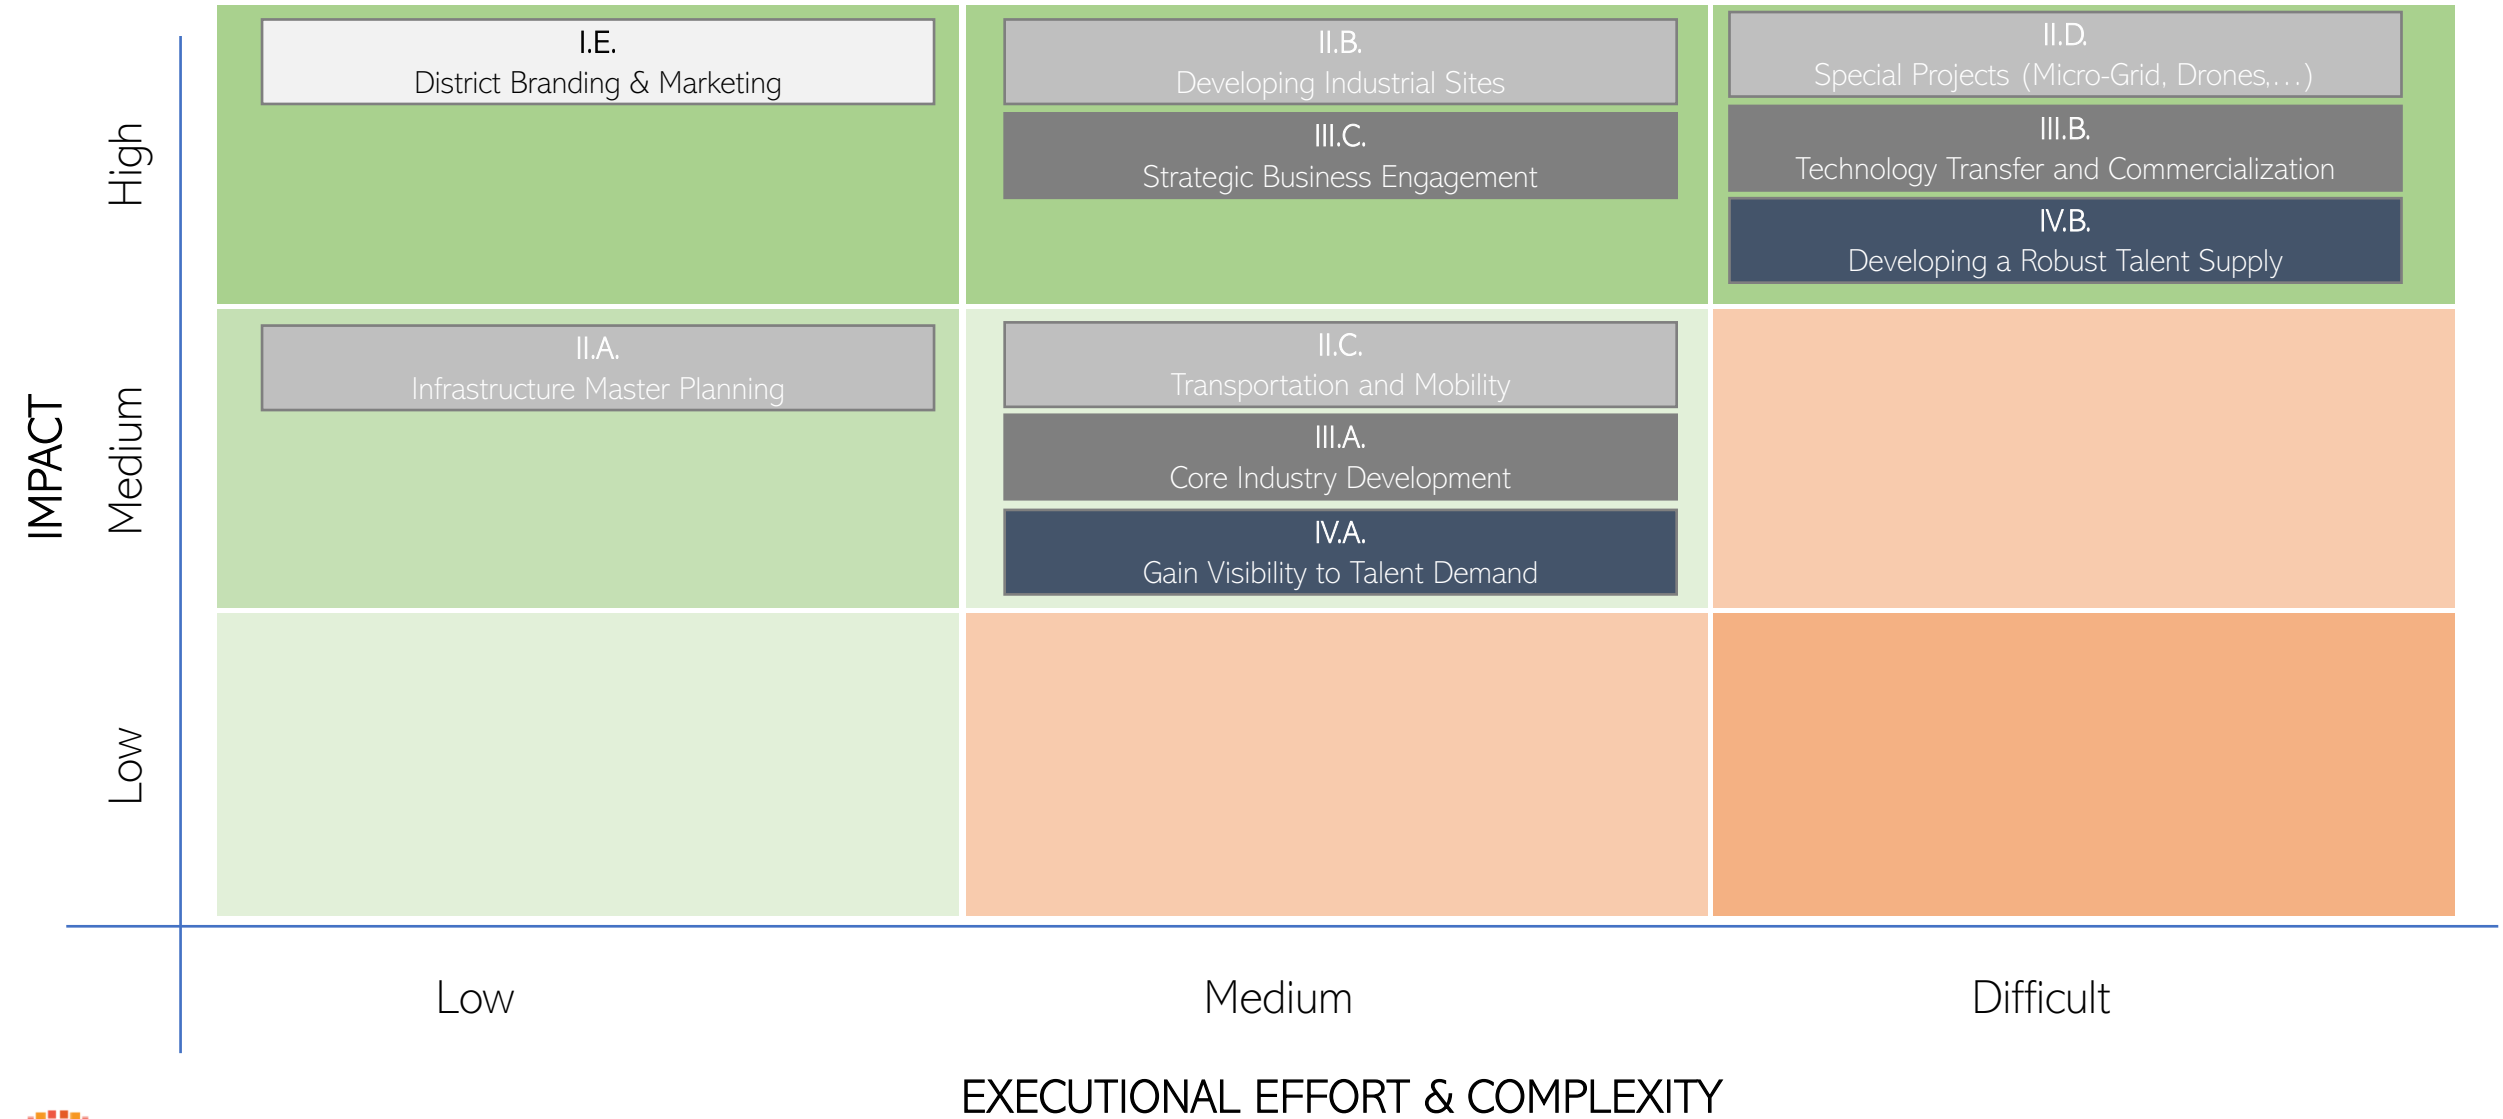 I.E.
District Branding & Marketing
II.B.
Developing Industrial Sites
III.C.
Strategic Business Engagement
II.D.
Special Projects (Micro-Grid, Drones,...)
III.B.
Technology Transfer and Commercialization
IV.B.
Developing a Robust Talent Supply
High
II.A.
Infrastructure Master Planning
II.C.
Transportation and Mobility
III.A.
Core Industry Development
IV.A.
Gain Visibility to Talent Demand
IMPACT
Medium
Low
Low
Medium
Difficult
EXECUTIONAL EFFORT & COMPLEXITY